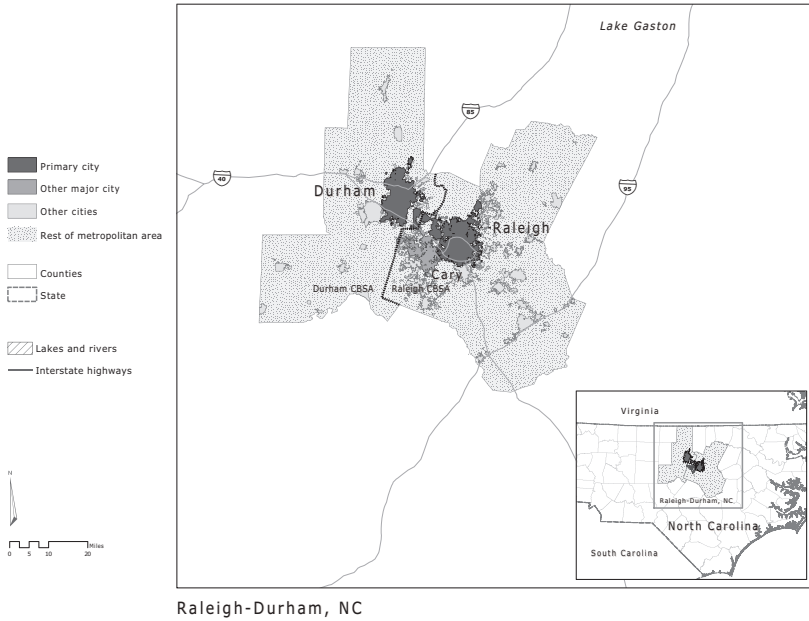 Lake Gaston
85
40
95
Primary city
Other major city
Other cities
Rest of metropolitan area
Counties
State
Lakes and rivers
Interstate highways
Durham
Raleigh
Cary
Durham CBSA
Raleigh CBSA
Virginia
Raleigh-Durham, NC
North Carolina
South Carolina
N
Miles
0 5 10 20
Raleigh-Durham, NC